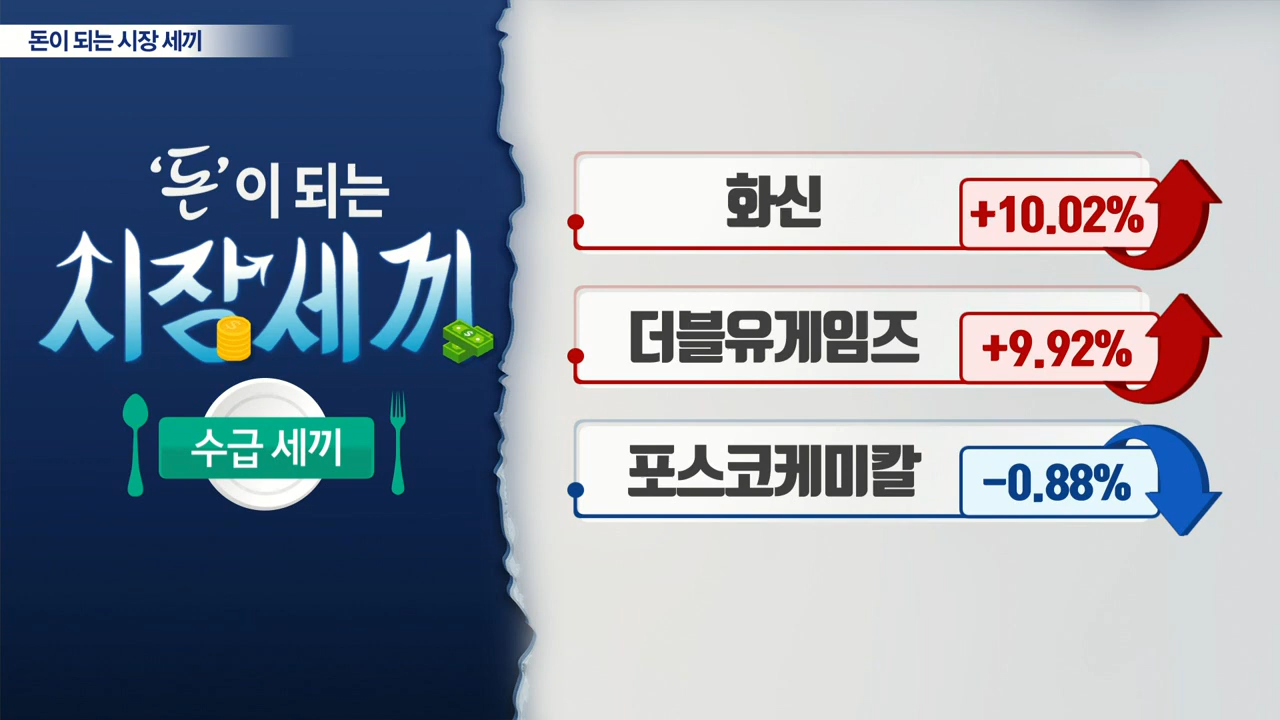 돈이 되는 시장 세끼
‘돈’이 되는
시장세끼
수급 세끼
화신
+10.02%
더블유게임즈
+9.92%
포스코케미칼
-0.88%